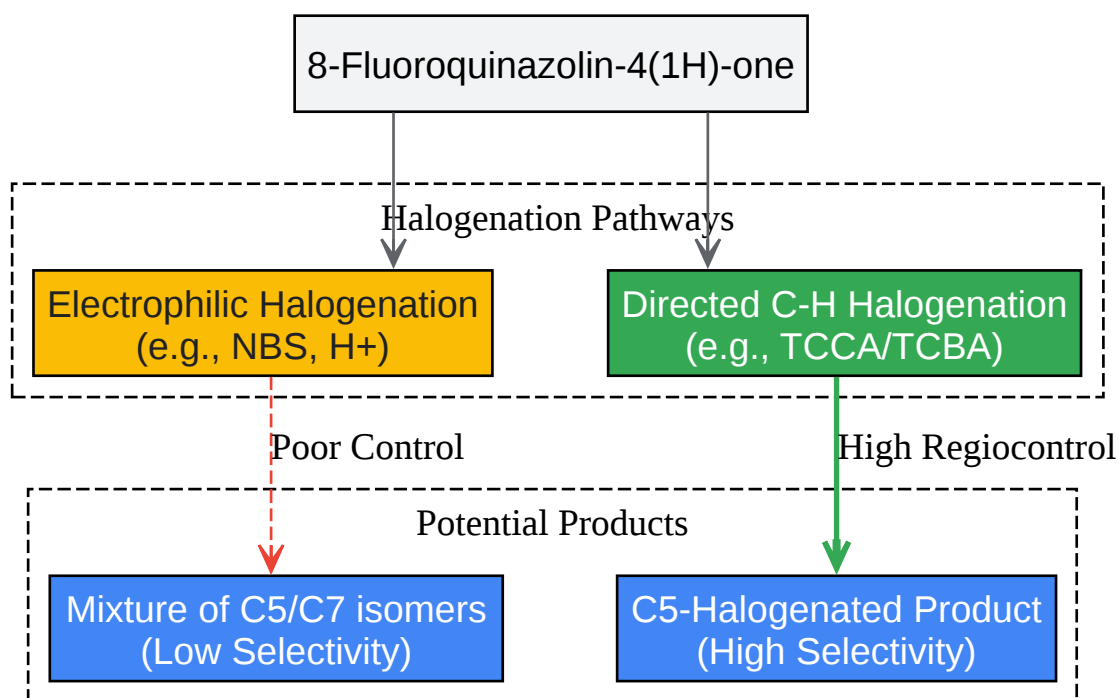 8-Fluoroquinazolin-4(1H)-one
Halogenation Pathways
Electrophilic Halogenation
(e.g., NBS, H+)
Directed C-H Halogenation
(e.g., TCCA/TCBA)
Poor Control
High Regiocontrol
Potential Products
Mixture of C5/C7 isomers
(Low Selectivity)
C5-Halogenated Product
(High Selectivity)